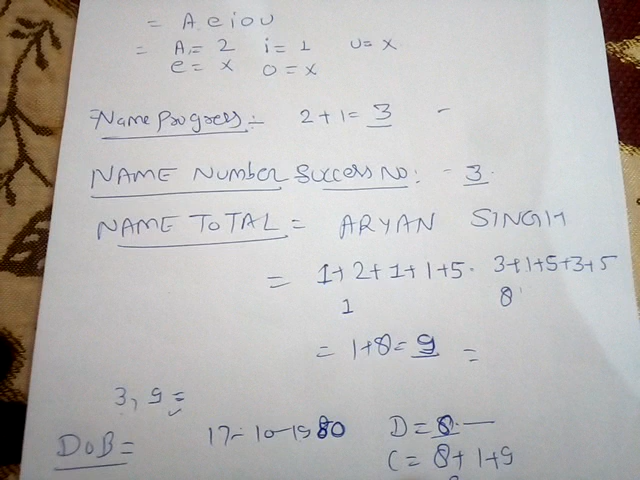 = A e i o u
= A = 2 i = 1 U = x
e = x o = x
Name Progress :- 2 + 1 = 3 -
NAME Number Success No : - 3.
NAME ToTAL = ARYAN SINGH
= 1+2+1+1+5. 3+1+5+3+5
1 8
= 1+8 = 9 =
3, 9 =
DoB = 17-10-1980 D = 8 —
C = 8+1+9